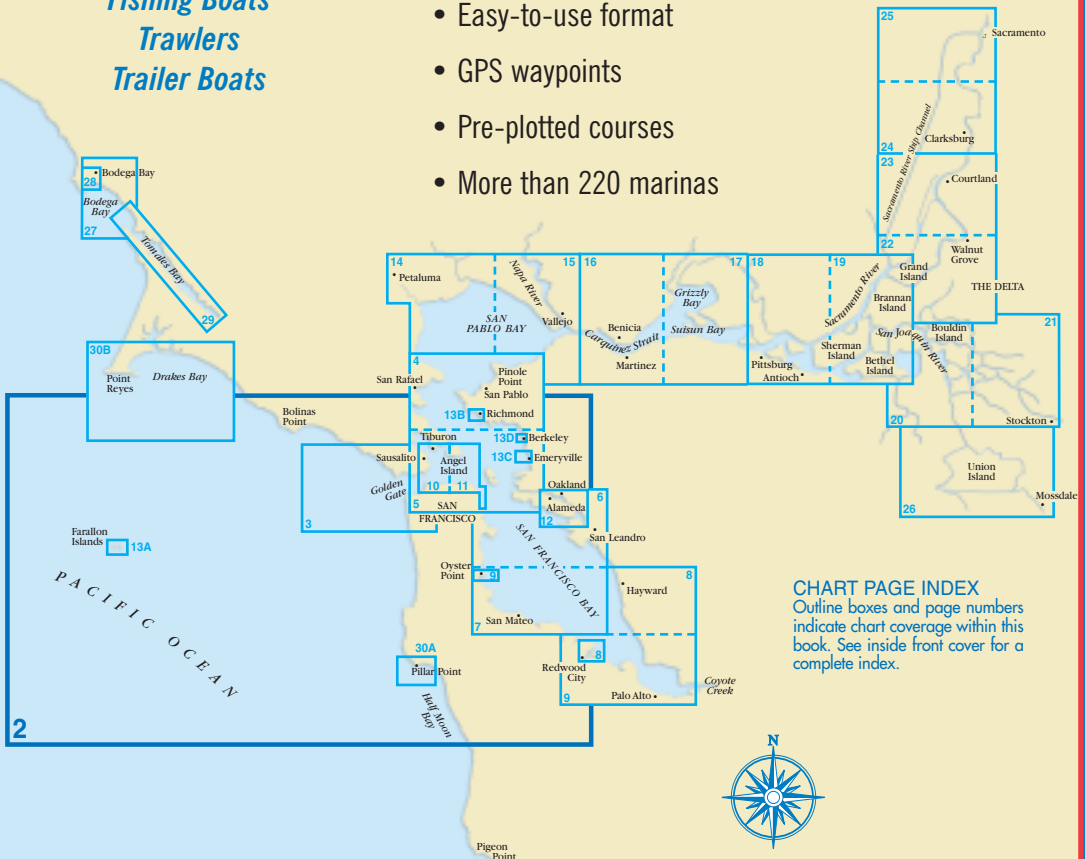 Fishing Boats
Trawlers
Trailer Boats
• Easy-to-use format
• GPS waypoints
• Pre-plotted courses
• More than 220 marinas
25
Sacramento
Sacramento River Ship Channel
Clarksburg
24
23
Courtland
22
Walnut
Grove
THE DELTA
28
Bodega Bay
Bodega
Bay
27
Tomales Bay
29
14
Petaluma
Napa River
15
16
17
18
19
SAN
PABLO BAY
Vallejo
Grizzly
Bay
Benicia
Suisun Bay
Carquinez Strait
Martinez
Sacramento River
Grand
Island
Brannan
Island
San Joaquin River
Bouldin
Island
21
Sherman
Island
Bethel
Island
Pittsburg
Antioch
20
Stockton
Union
Island
Mossdale
26
30B
Point
Reyes
Drakes Bay
4
San Rafael
Pinole
Point
San Pablo
13B
Richmond
Bolinas
Point
Tiburon
13D
Berkeley
Sausalito
Angel
Island
13C
Emeryville
Golden
Gate
10
11
Oakland
5
SAN
FRANCISCO
3
6
Alameda
12
San Leandro
Farallon
Islands
13A
PACIFIC OCEAN
SAN FRANCISCO BAY
Oyster
Point
9
8
Hayward
San Mateo
7
30A
Pillar Point
Half Moon
Bay
8
Redwood
City
9
Palo Alto
Coyote
Creek
2
CHART PAGE INDEX
Outline boxes and page numbers
indicate chart coverage within this
book. See inside front cover for a
complete index.
N
Pigeon
Point